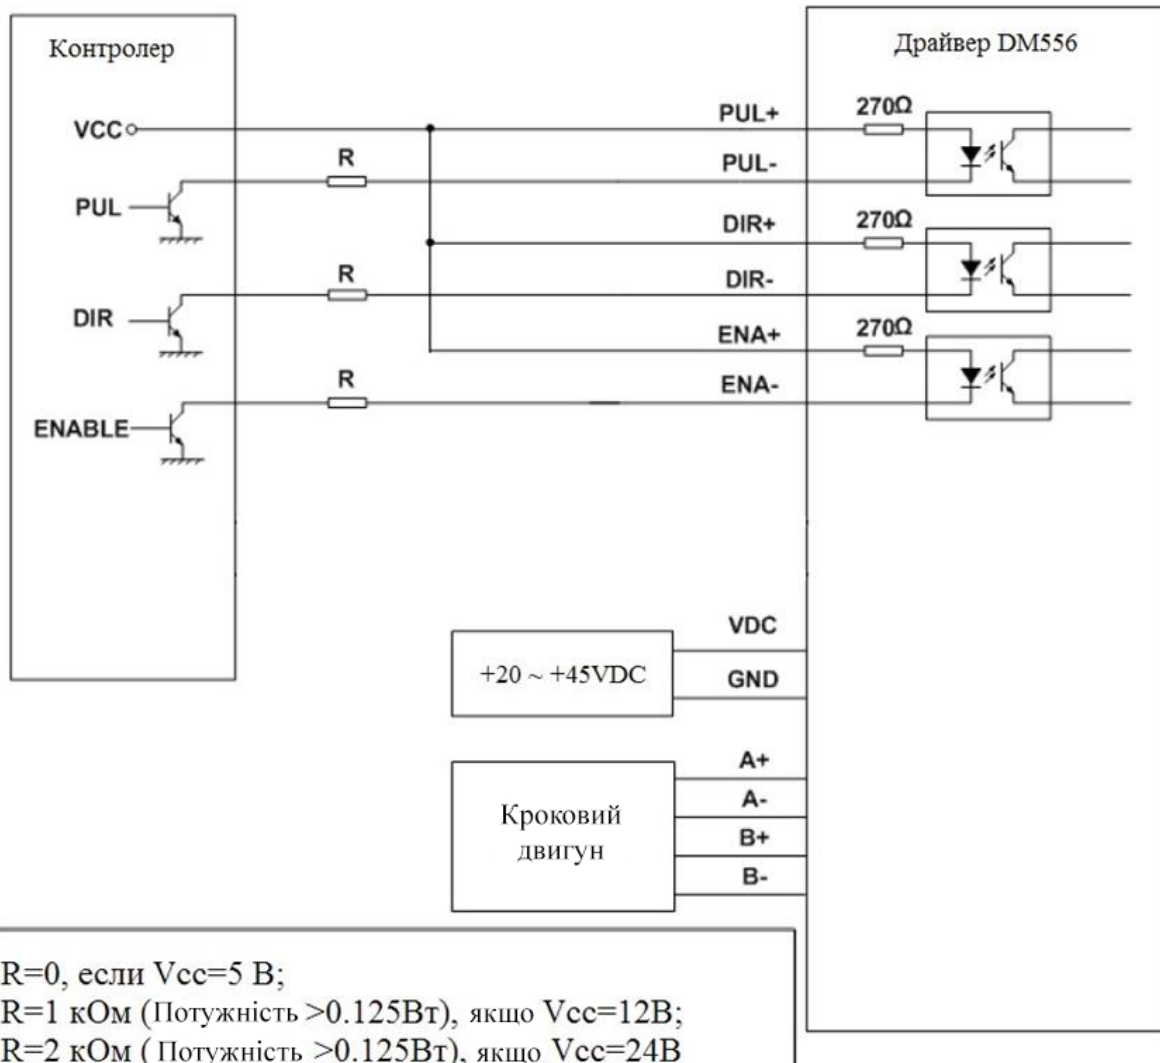 Контролер
Драйвер DM556
VCC
PUL+
270Ω
R
PUL-
PUL
DIR+
270Ω
R
DIR-
DIR
ENA+
270Ω
R
ENA-
ENABLE
VDC
+20 ~ +45VDC
GND
A+
Кроковий
двигун
A-
B+
B-
R=0, если Vcc=5 В;
R=1 кОм (Потужність >0.125Вт), якщо Vcc=12В;
R=2 кОм ( Потужність >0.125Вт), якщо Vcc=24В